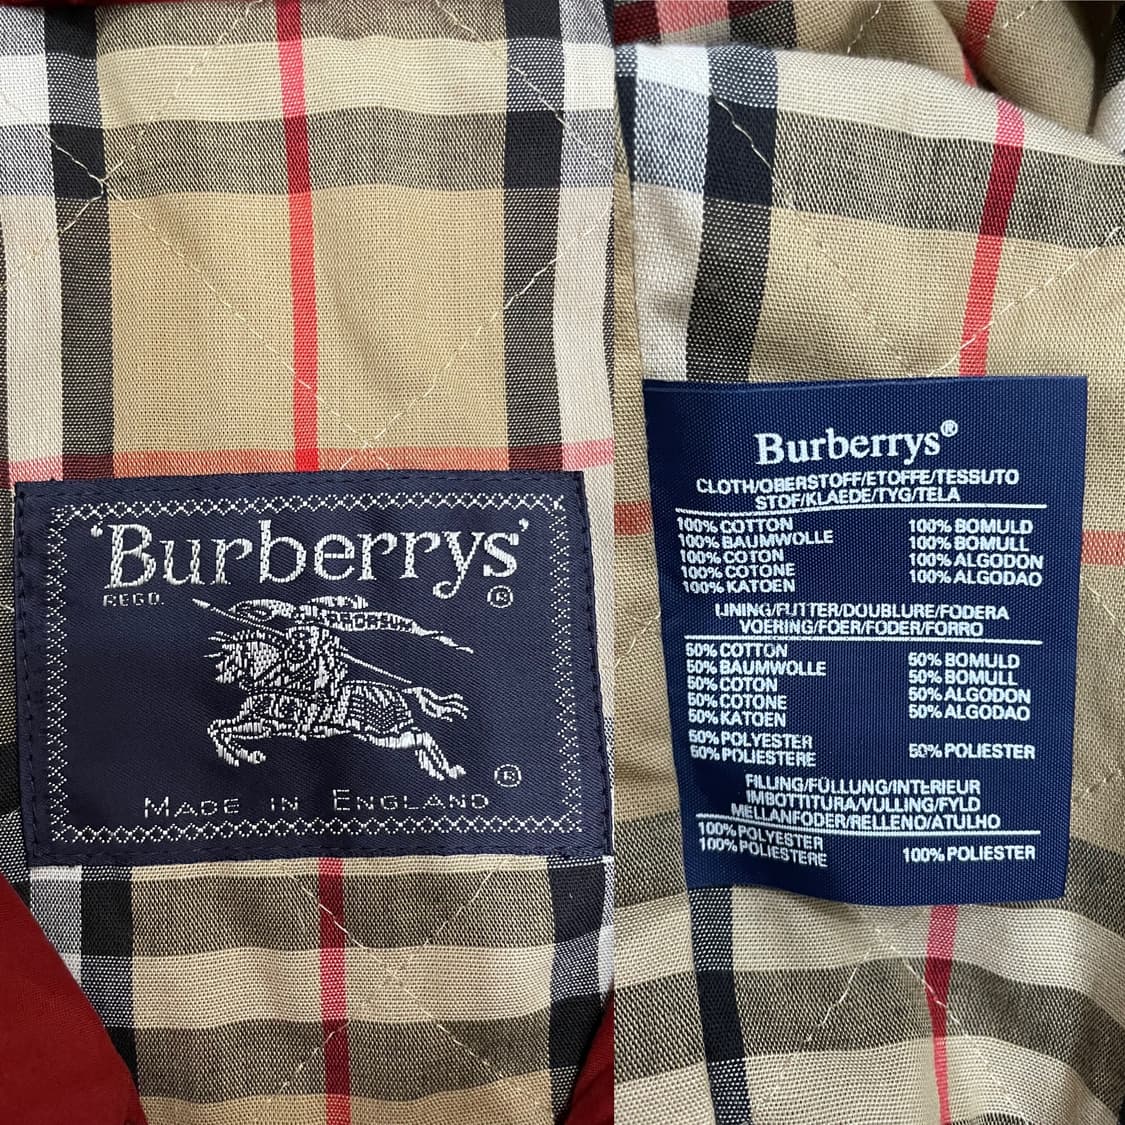 'Burberrys'
REGD. ®
PRORSUM
®
MADE IN ENGLAND
Burberrys®
CLOTH/OBERSTOFF/ETOFFE/TESSUTO
STOF/KLAEDE/TYG/TELA
100% COTTON 100% BOMULD
100% BAUMWOLLE 100% BOMULL
100% COTON 100% ALGODON
100% COTONE 100% ALGODAO
100% KATOEN
LINING/FUTTER/DOUBLURE/FODERA
VOERING/FOER/FODER/FORRO
50% COTTON 50% BOMULD
50% BAUMWOLLE 50% BOMULL
50% COTON 50% ALGODON
50% COTONE 50% ALGODAO
50% KATOEN
50% POLYESTER 50% POLIESTER
50% POLIESTERE
FILLING/FÜLLUNG/INTERIEUR
IMBOTTITURA/VULLING/FYLD
MELLANFODER/RELLENO/ATULHO
100% POLYESTER 100% POLIESTER
100% POLIESTERE